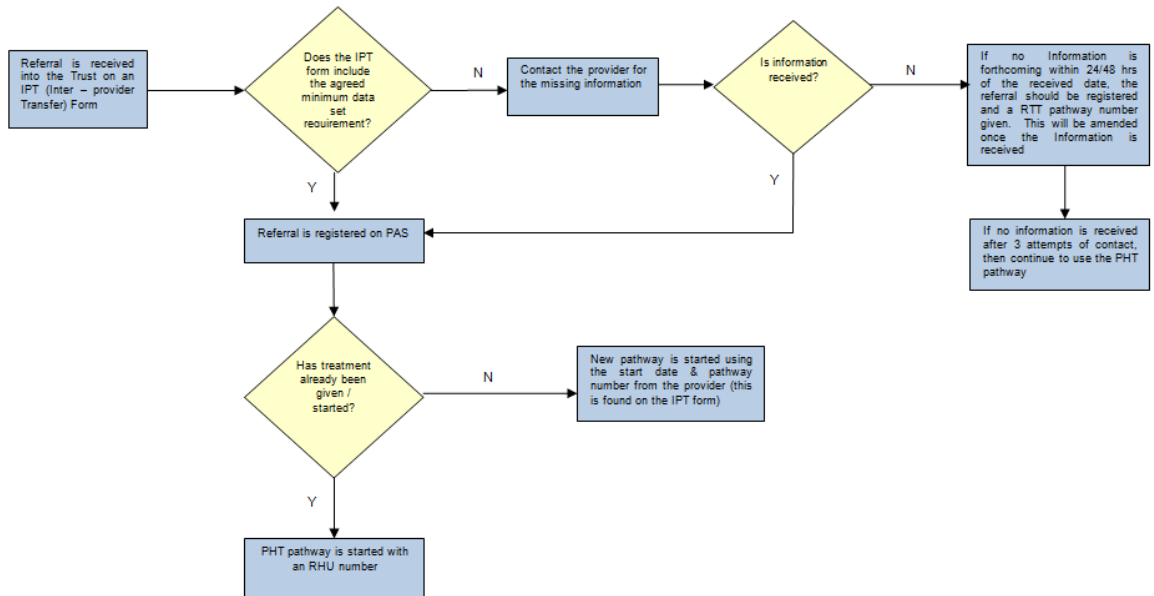 Referral is received
into the Trust on an
IPT (Inter – provider
Transfer) Form
Does the IPT
form include
the agreed
minimum data
set
requirement?
N
Contact the provider for
the missing information
Is information
received?
N
If no Information is
forthcoming within 24/48 hrs
of the received date, the
referral should be registered
and a RTT pathway number
given. This will be amended
once the Information is
received
Y
Y
Referral is registered on PAS
If no information is received
after 3 attempts of contact,
then continue to use the PHT
pathway
Has treatment
already been
given /
started?
N
New pathway is started using
the start date & pathway
number from the provider (this
is found on the IPT form)
Y
PHT pathway is started with
an RHU number